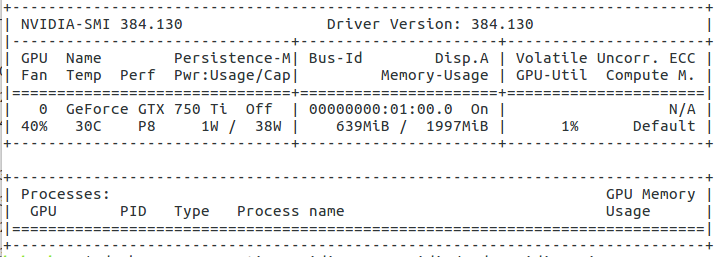 NVIDIA-SMI 384.130 Driver Version: 384.130
GPU Name Persistence-M| Bus-Id Disp.A | Volatile Uncorr. ECC
Fan Temp Perf Pwr:Usage/Cap| Memory-Usage | GPU-Util Compute M.
0 GeForce GTX 750 Ti Off | 00000000:01:00.0 On | N/A
40% 30C P8 1W / 38W | 639MiB / 1997MiB | 1% Default
Processes: GPU Memory
GPU PID Type Process name Usage